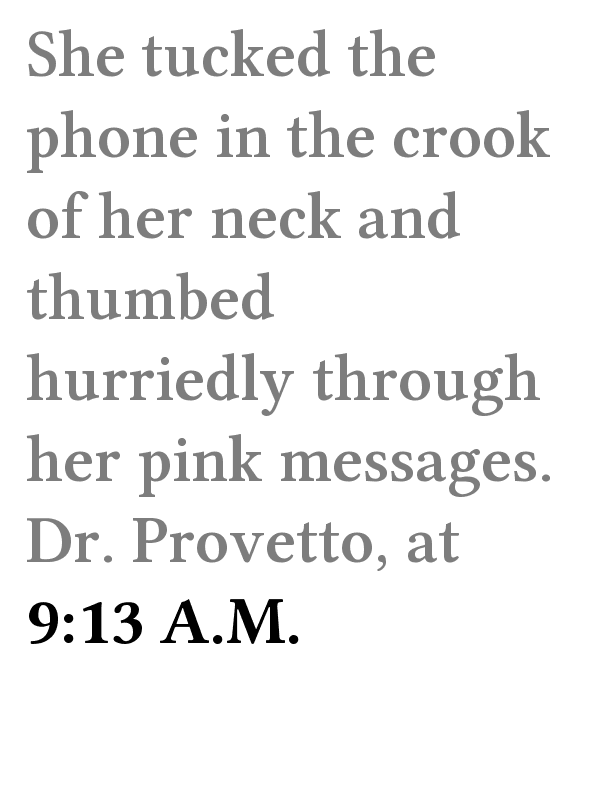 She tucked the
phone in the crook
of her neck and
thumbed
hurriedly through
her pink messages.
Dr. Provetto, at
9:13 A.M.